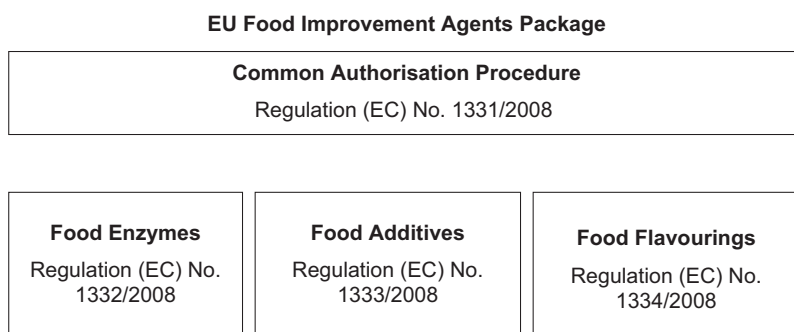 EU Food Improvement Agents Package
Common Authorisation Procedure
Regulation (EC) No. 1331/2008
Food Enzymes
Regulation (EC) No.
1332/2008
Food Additives
Regulation (EC) No.
1333/2008
Food Flavourings
Regulation (EC) No.
1334/2008